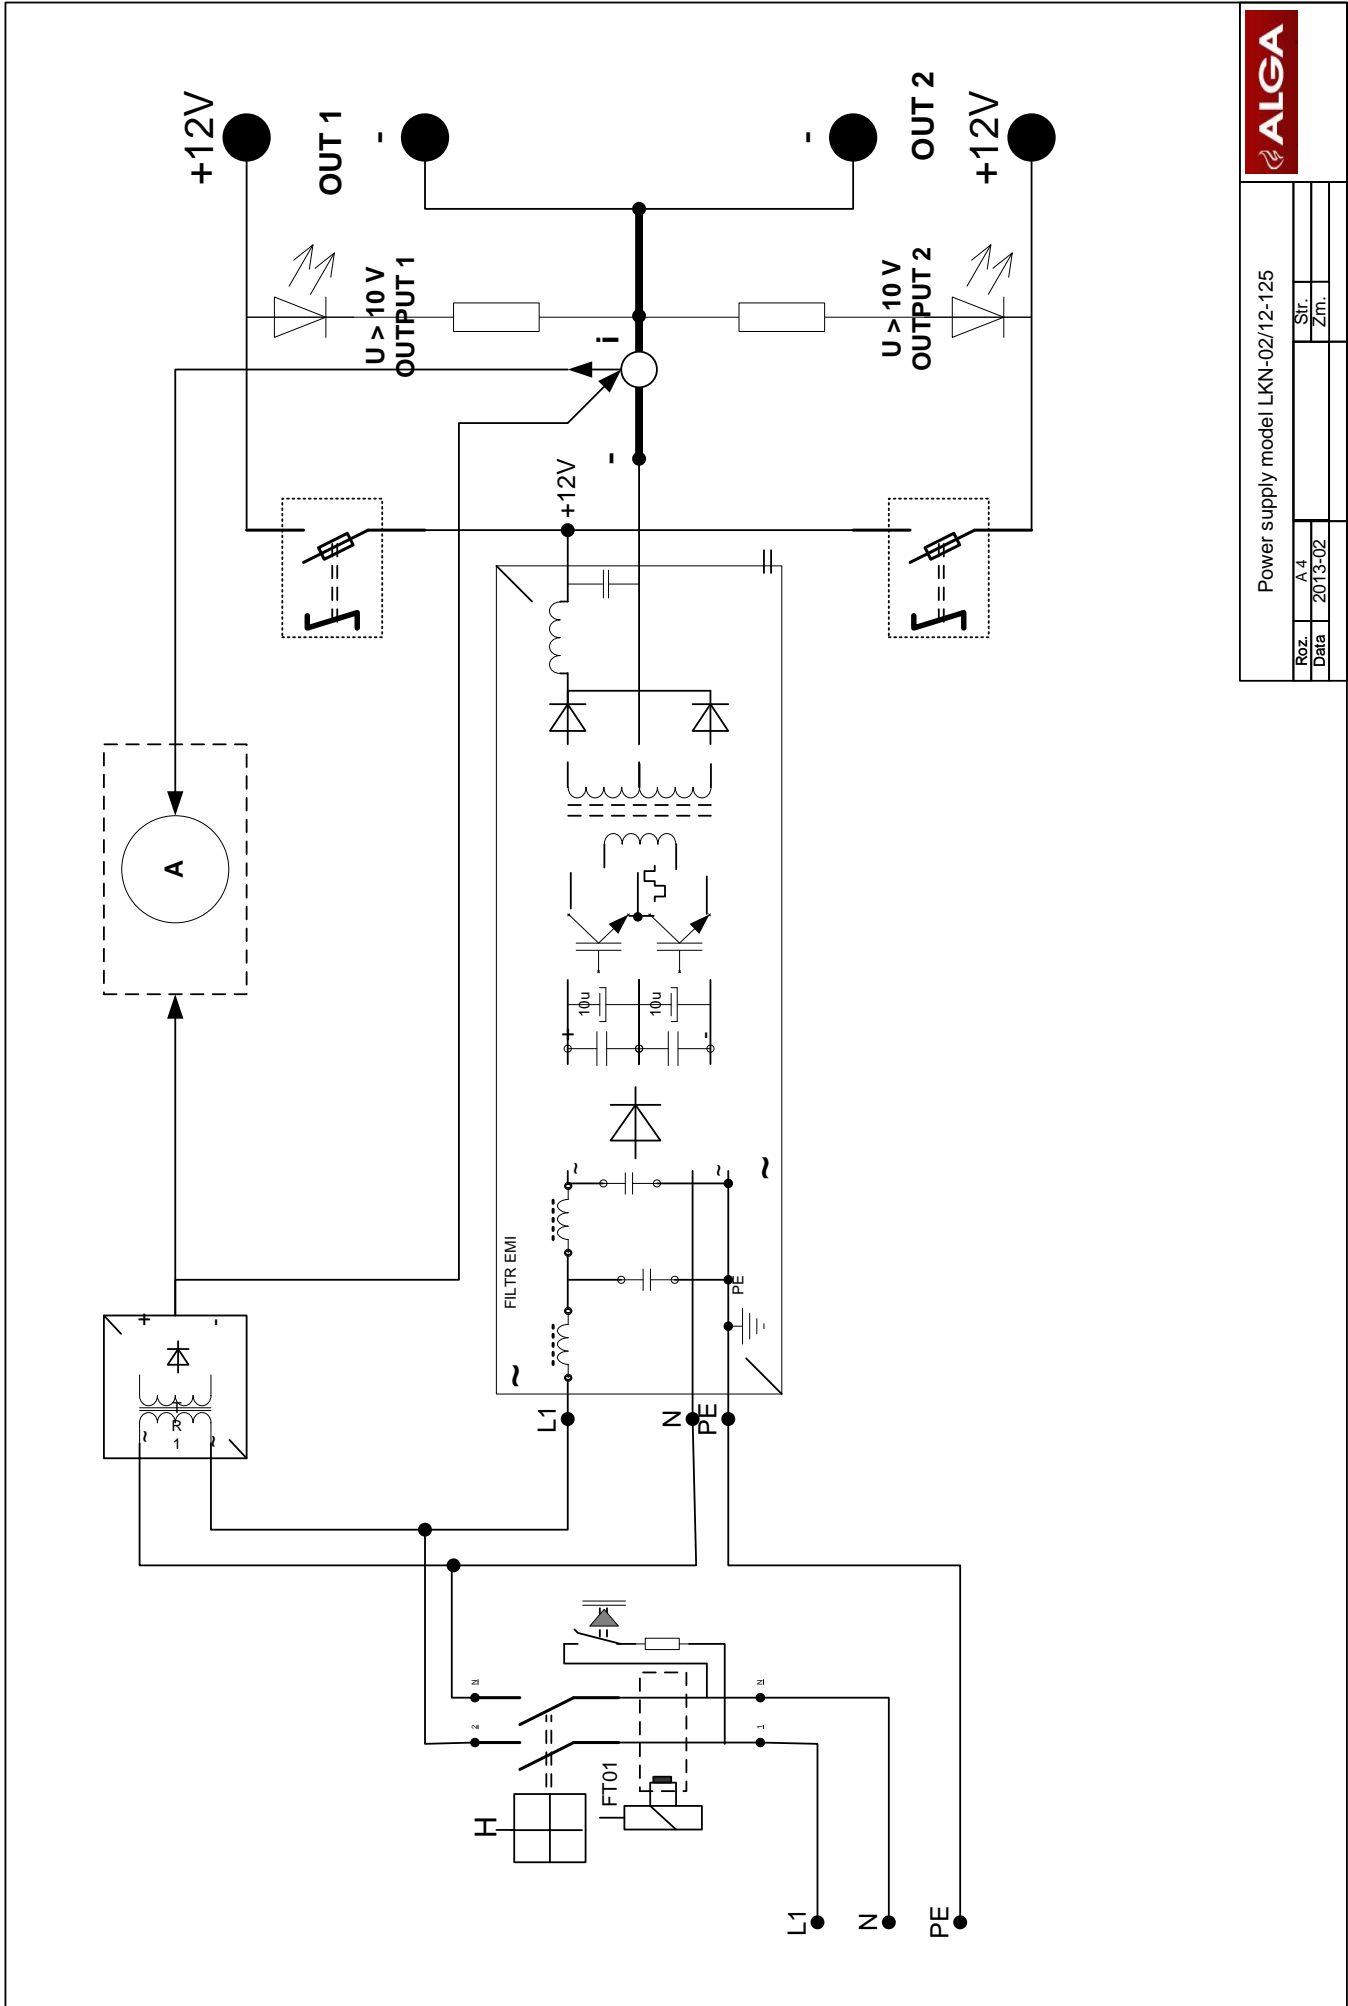 +12V
OUT 1
-
-
OUT 2
+12V
U > 10 V
OUTPUT 1
i
U > 10 V
OUTPUT 2
-
+12V
=
A
10u
10u
+
-
~
~
~
FILTR EMI
PE
~
+
-
T
R
1
~
~
L1
N
PE
N
2
N
1
H
FT01
L1
N
PE
ALGA
Power supply model LKN-02/12-125
Roz.
A 4
Str.
Data
2013-02
Zm.